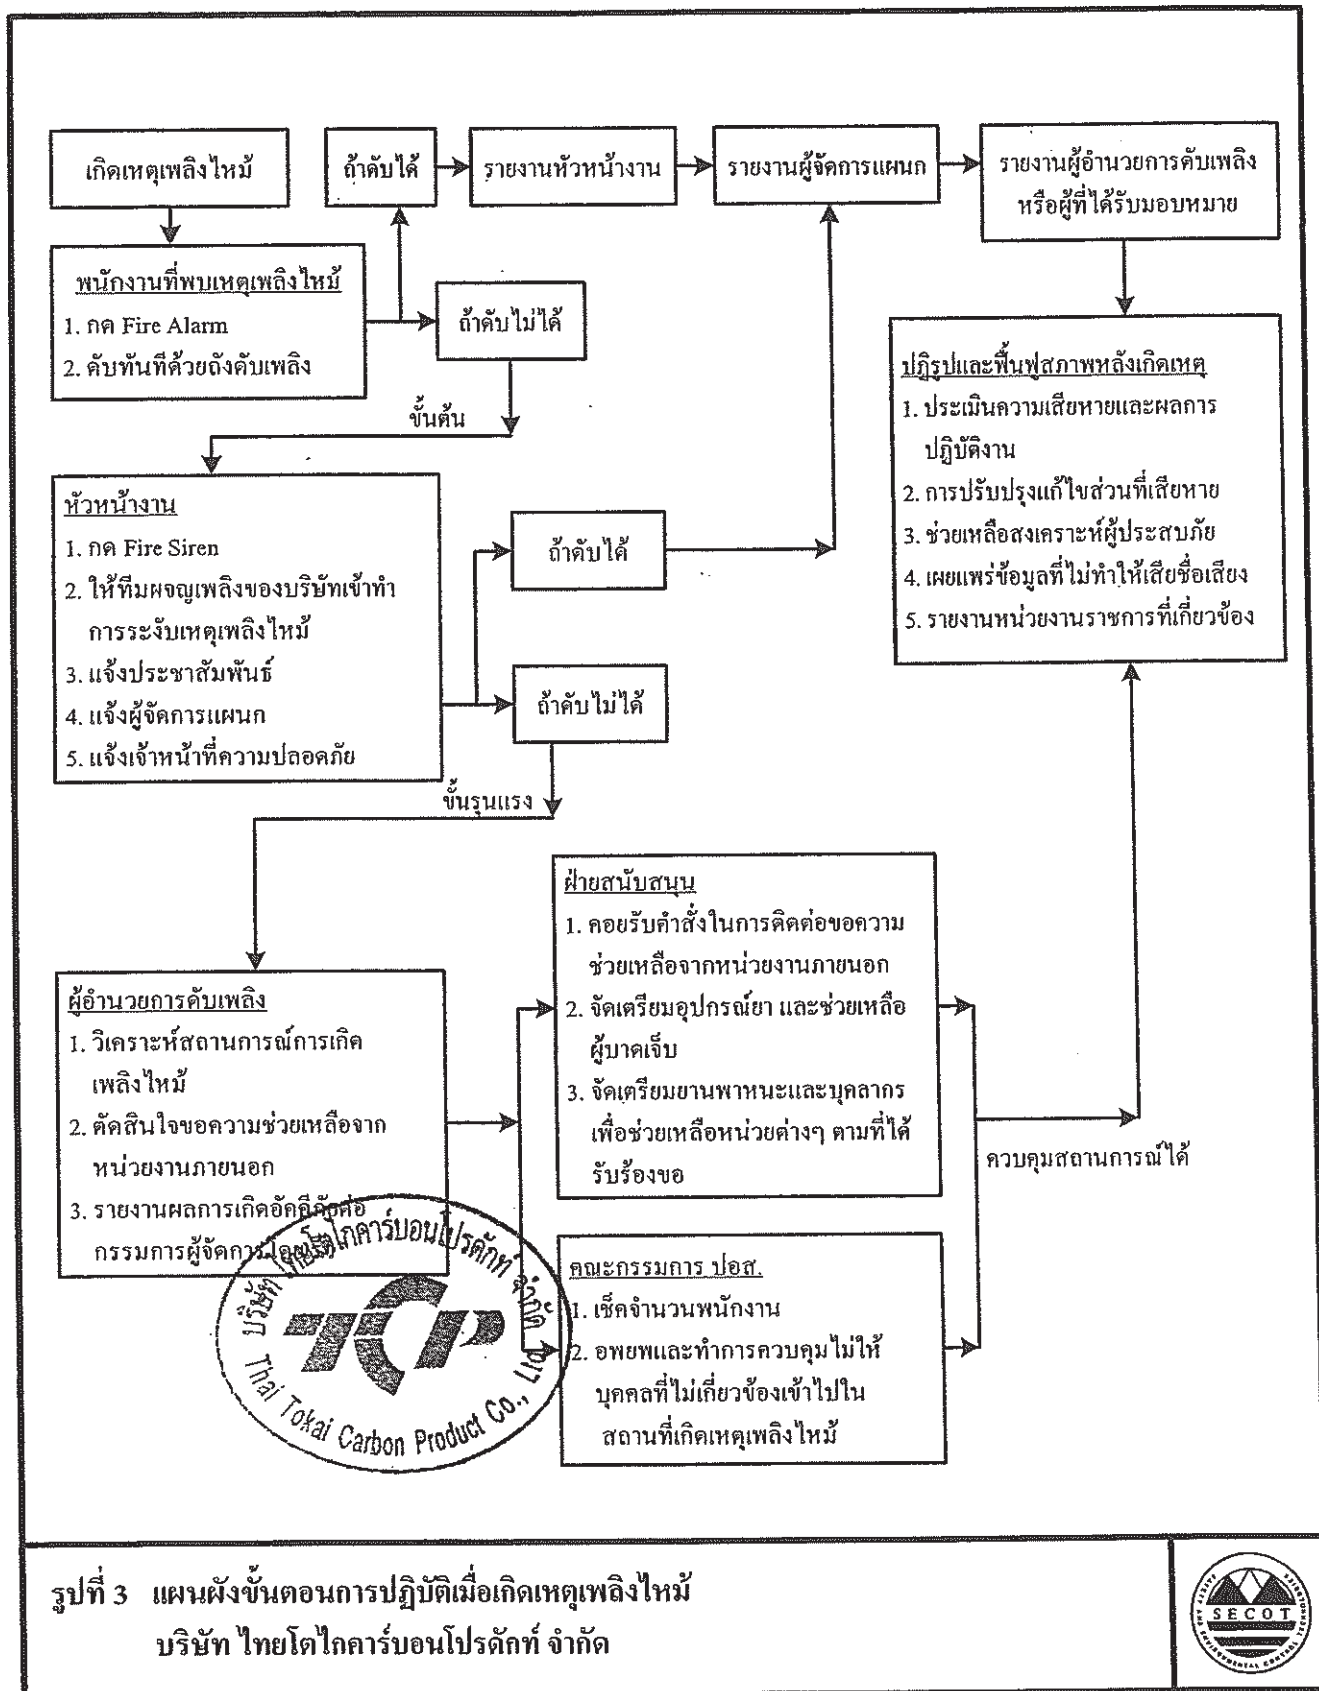 เกิดเหตุเพลิงไหม้
ถ้าดับได้
รายงานหัวหน้างาน
รายงานผู้จัดการแผนก
รายงานผู้อำนวยการดับเพลิง
หรือผู้ที่ได้รับมอบหมาย
พนักงานที่พบเหตุเพลิงไหม้
1. กด Fire Alarm
2. ดับทันทีด้วยถังดับเพลิง
ถ้าดับไม่ได้
ขั้นต้น
ปฏิรูปและฟื้นฟูสภาพหลังเกิดเหตุ
1. ประเมินความเสียหายและผลการ
ปฏิบัติงาน
2. การปรับปรุงแก้ไขส่วนที่เสียหาย
3. ช่วยเหลือสงเคราะห์ผู้ประสบภัย
4. เผยแพร่ข้อมูลที่ไม่ทำให้เสียชื่อเสียง
5. รายงานหน่วยงานราชการที่เกี่ยวข้อง
หัวหน้างาน
1. กด Fire Siren
2. ให้ทีมผจญเพลิงของบริษัทเข้าทำ
การระงับเหตุเพลิงไหม้
3. แจ้งประชาสัมพันธ์
4. แจ้งผู้จัดการแผนก
5. แจ้งเจ้าหน้าที่ความปลอดภัย
ถ้าดับได้
ถ้าดับไม่ได้
ขั้นรุนแรง
ผู้อำนวยการดับเพลิง
1. วิเคราะห์สถานการณ์การเกิด
เพลิงไหม้
2. ตัดสินใจขอความช่วยเหลือจาก
หน่วยงานภายนอก
3. รายงานผลการเกิดอัคคีภัยต่อ
กรรมการผู้จัดการ
ฝ่ายสนับสนุน
1. คอยรับคำสั่งในการติดต่อขอความ
ช่วยเหลือจากหน่วยงานภายนอก
2. จัดเตรียมอุปกรณ์ยา และช่วยเหลือ
ผู้บาดเจ็บ
3. จัดเตรียมยานพาหนะและบุคลากร
เพื่อช่วยเหลือหน่วยต่างๆ ตามที่ได้
รับร้องขอ
ควบคุมสถานการณ์ได้
คณะกรรมการ ปอส.
1. เช็คจำนวนพนักงาน
2. อพยพและทำการควบคุมไม่ให้
บุคคลที่ไม่เกี่ยวข้องเข้าไปใน
สถานที่เกิดเหตุเพลิงไหม้
บริษัท ไทยโตไกคาร์บอนโปรดักท์ จำกัด
TCP
Thai Tokai Carbon Product Co., Ltd
รูปที่ 3 แผนผังขั้นตอนการปฏิบัติเมื่อเกิดเหตุเพลิงไหม้
บริษัท ไทยโตไกคาร์บอนโปรดักท์ จำกัด
SECOT